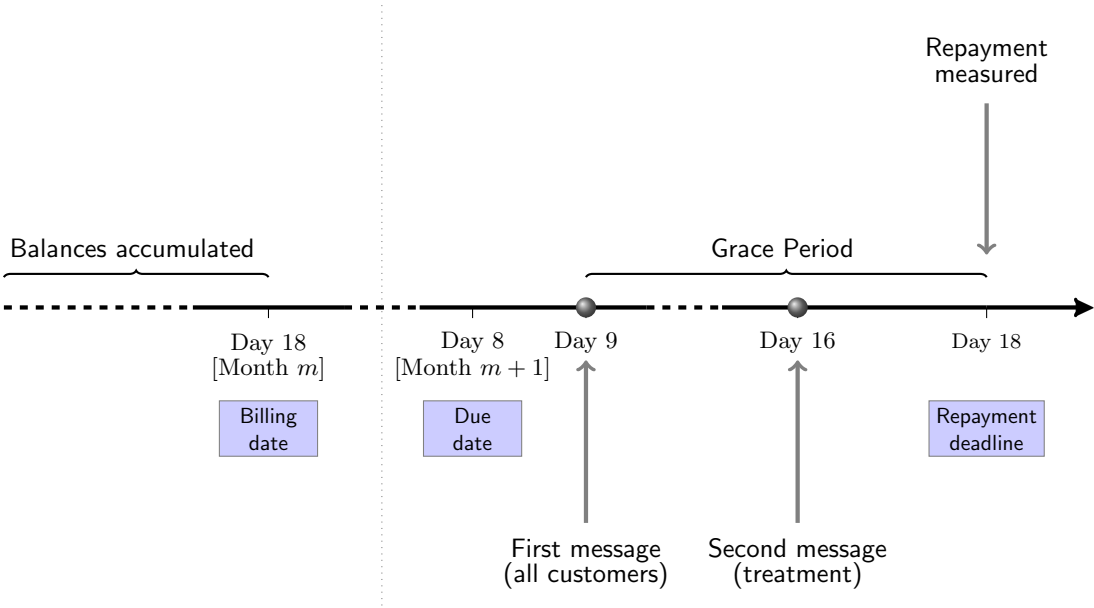 Repayment
measured
Balances accumulated
Grace Period
Day 18
[Month m]
Day 8
[Month m + 1]
Day 9
Day 16
Day 18
Billing
date
Due
date
Repayment
deadline
First message
(all customers)
Second message
(treatment)